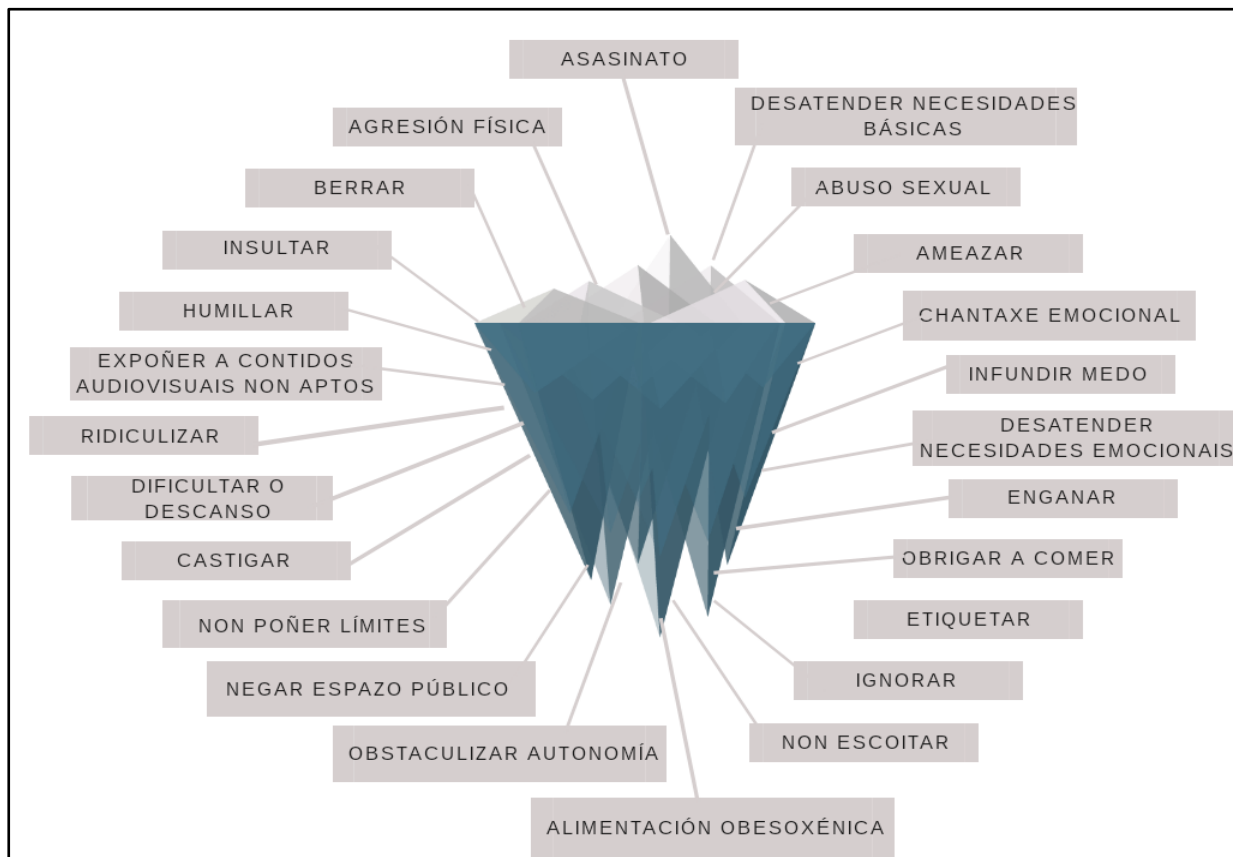 ASASINATO
DESATENDER NECESIDADES
BÁSICAS
AGRESIÓN FÍSICA
BERRAR
ABUSO SEXUAL
INSULTAR
AMEAZAR
HUMILLAR
CHANTAXE EMOCIONAL
EXPOÑER A CONTIDOS
AUDIOVISUAIS NON APTOS
INFUNDIR MEDO
RIDICULIZAR
DESATENDER
NECESIDADES EMOCIONAIS
DIFICULTAR O
DESCANSO
ENGANAR
CASTIGAR
OBRIGAR A COMER
NON POÑER LÍMITES
ETIQUETAR
NEGAR ESPAZO PÚBLICO
IGNORAR
OBSTACULIZAR AUTONOMÍA
NON ESCOITAR
ALIMENTACIÓN OBESOXÉNICA